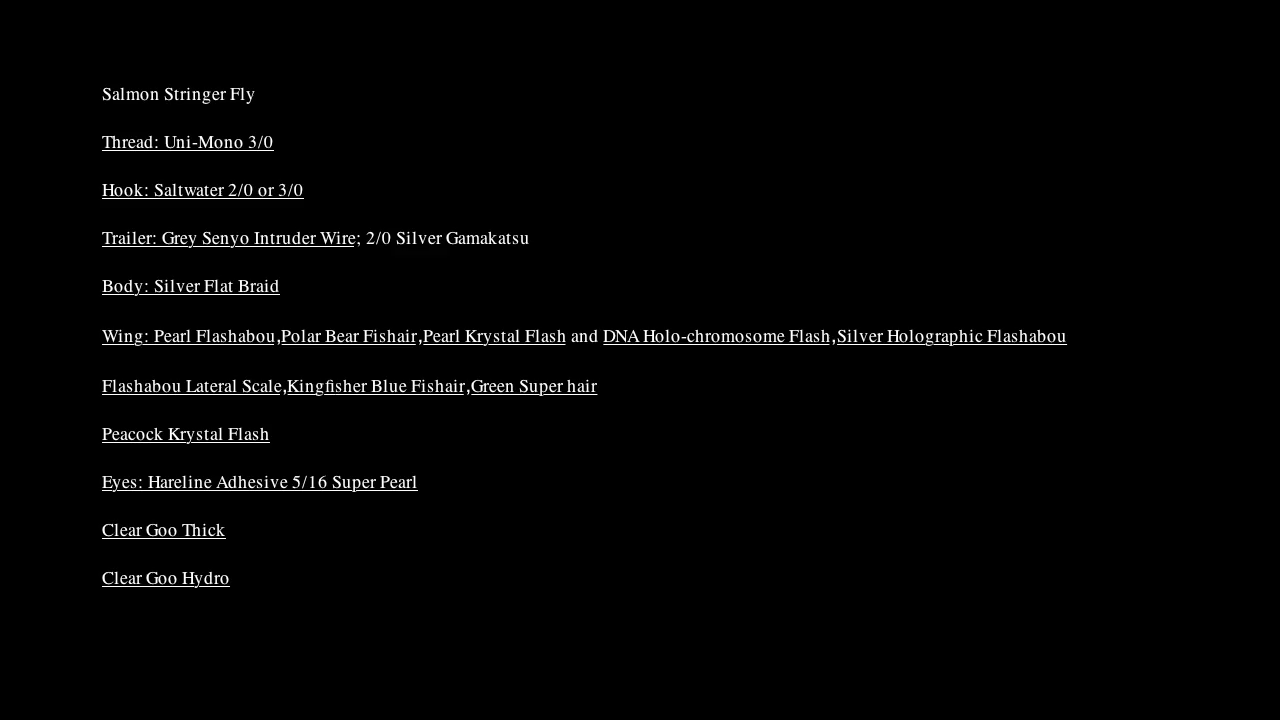 Salmon Stringer Fly
Thread: Uni-Mono 3/0
Hook: Saltwater 2/0 or 3/0
Trailer: Grey Senyo Intruder Wire; 2/0 Silver Gamakatsu
Body: Silver Flat Braid
Wing: Pearl Flashabou,Polar Bear Fishair,Pearl Krystal Flash and DNA Holo-chromosome Flash,Silver Holographic Flashabou
Flashabou Lateral Scale,Kingfisher Blue Fishair,Green Super hair
Peacock Krystal Flash
Eyes: Hareline Adhesive 5/16 Super Pearl
Clear Goo Thick
Clear Goo Hydro